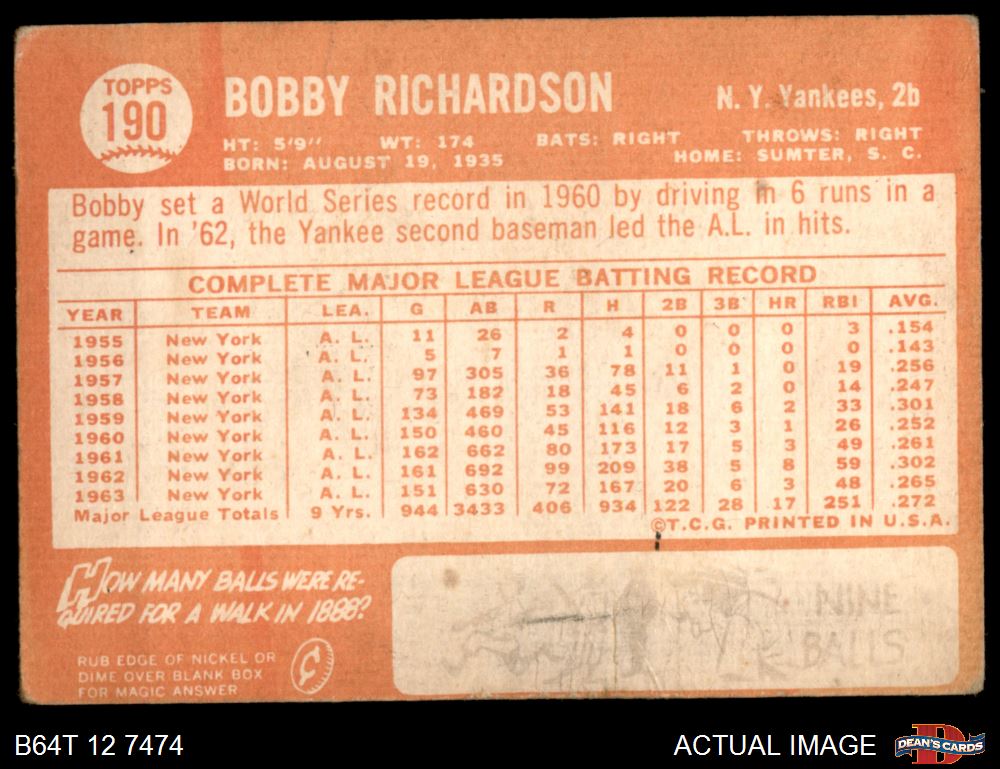 TOPPS
190
BOBBY RICHARDSON
N. Y. Yankees, 2b
HT: 5'9" WT: 174 BATS: RIGHT THROWS: RIGHT
BORN: AUGUST 19, 1935 HOME: SUMTER, S. C.
Bobby set a World Series record in 1960 by driving in 6 runs in a
game. In '62, the Yankee second baseman led the A.L. in hits.
COMPLETE MAJOR LEAGUE BATTING RECORD
YEAR TEAM LEA. G AB R H 2B 3B HR RBI AVG.
1955 New York A. L. 11 26 2 4 0 0 0 3 .154
1956 New York A. L. 5 7 1 1 0 0 0 0 .143
1957 New York A. L. 97 305 36 78 11 1 0 19 .256
1958 New York A. L. 73 182 18 45 6 2 0 14 .247
1959 New York A. L. 134 469 53 141 18 6 2 33 .301
1960 New York A. L. 150 460 45 116 12 3 1 26 .252
1961 New York A. L. 162 662 80 173 17 5 3 49 .261
1962 New York A. L. 161 692 99 209 38 5 8 59 .302
1963 New York A. L. 151 630 72 167 20 6 3 48 .265
Major League Totals 9 Yrs. 944 3433 406 934 122 28 17 251 .272
©T.C.G. PRINTED IN U.S.A.
HOW MANY BALLS WERE RE-
QUIRED FOR A WALK IN 1888?
RUB EDGE OF NICKEL OR
DIME OVER BLANK BOX
FOR MAGIC ANSWER
NINE
BALLS
B64T 12 7474
ACTUAL IMAGE
DEAN'S CARDS